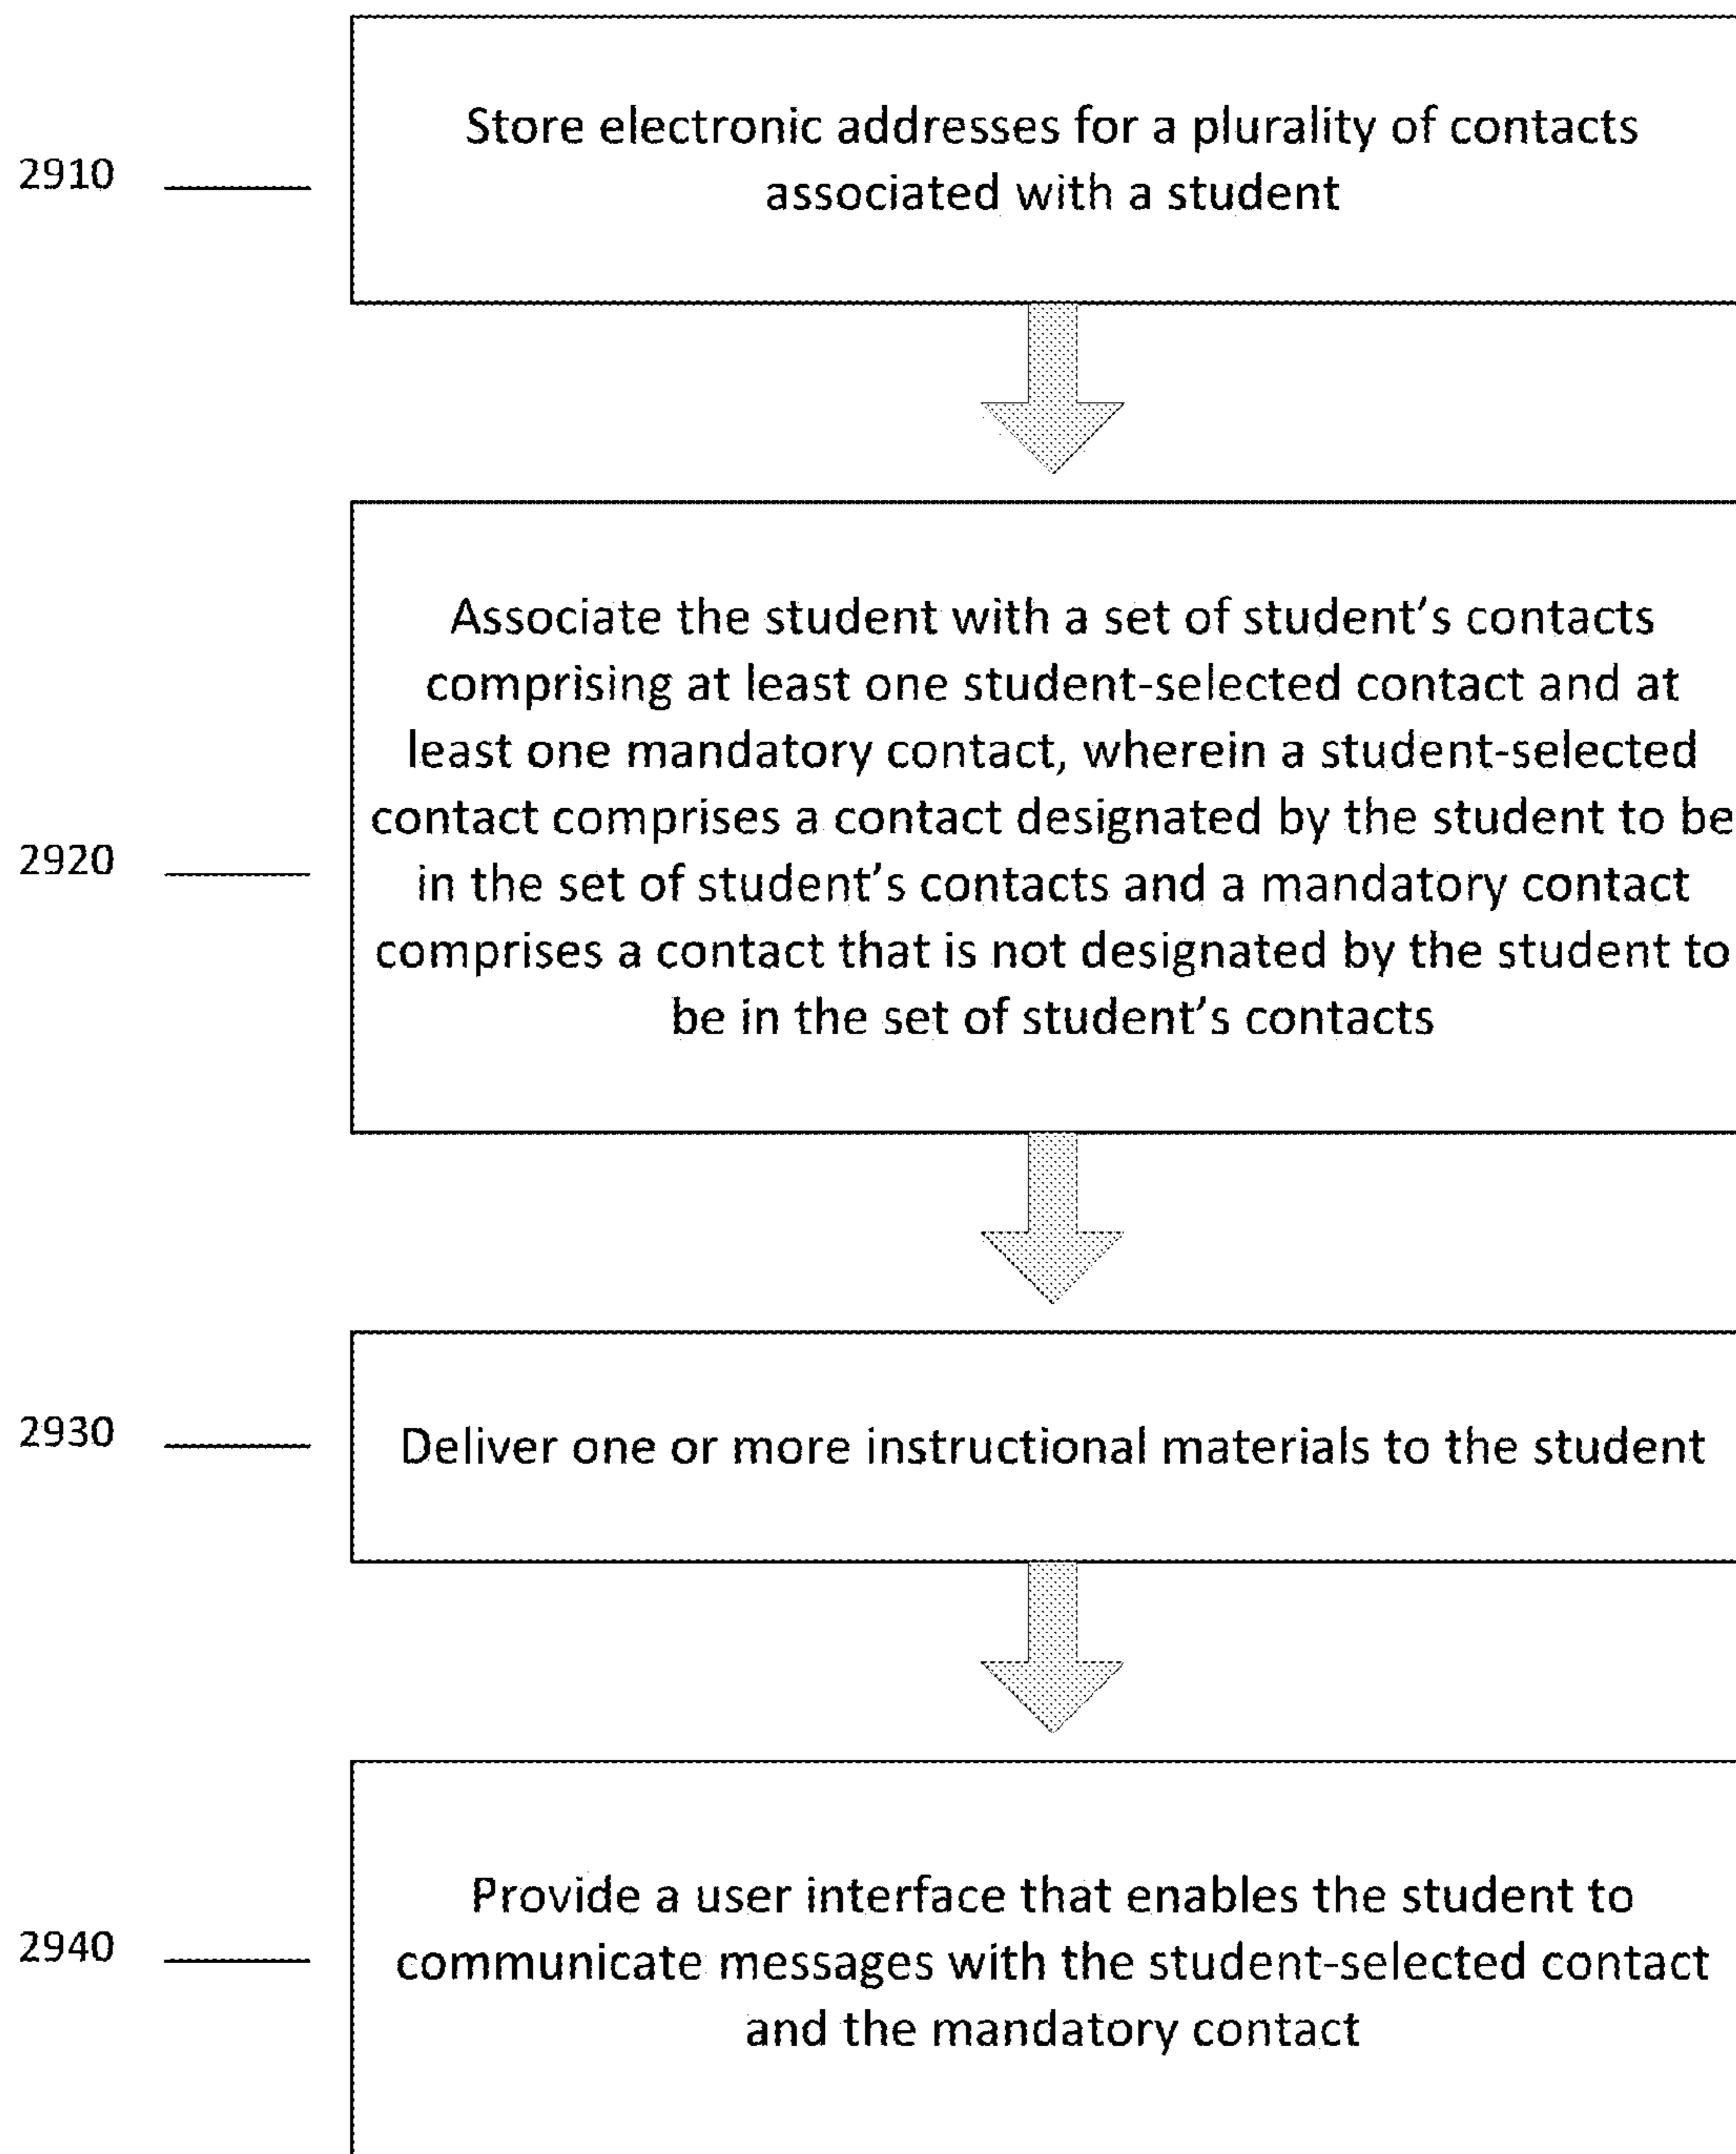 Store electronic addresses for a plurality of contacts
associated with a student
2910
Associate the student with a set of student's contacts
comprising at least one student-selected contact and at
least one mandatory contact, wherein a student-selected
contact comprises a contact designated by the student to be
in the set of student's contacts and a mandatory contact
comprises a contact that is not designated by the student to
be in the set of student's contacts
2920
Deliver one or more instructional materials to the student
2930
Provide a user interface that enables the student to
communicate messages with the student-selected contact
and the mandatory contact
2940